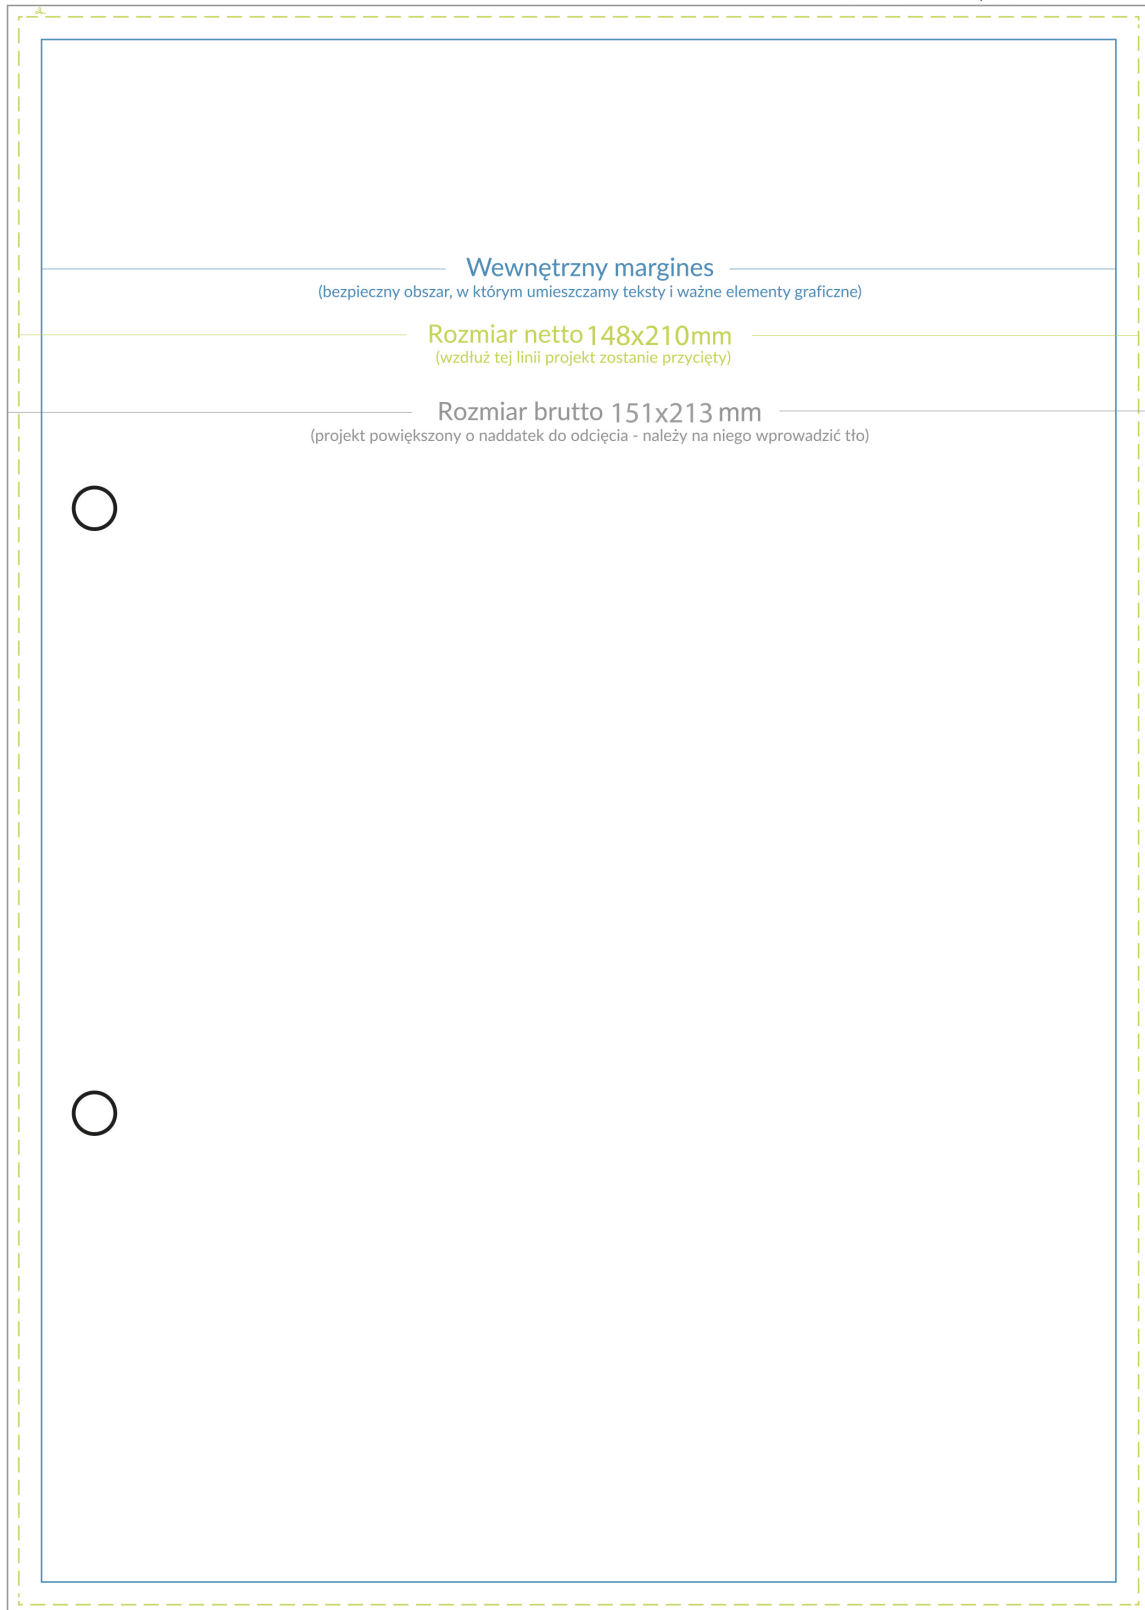 Wewnętrzny margines
(bezpieczny obszar, w którym umieszczamy teksty i ważne elementy graficzne)
Rozmiar netto 148x210mm
(wzdłuż tej linii projekt zostanie przycięty)
Rozmiar brutto 151x213 mm
(projekt powiększony o naddatek do odcięcia - należy na niego wprowadzić tło)